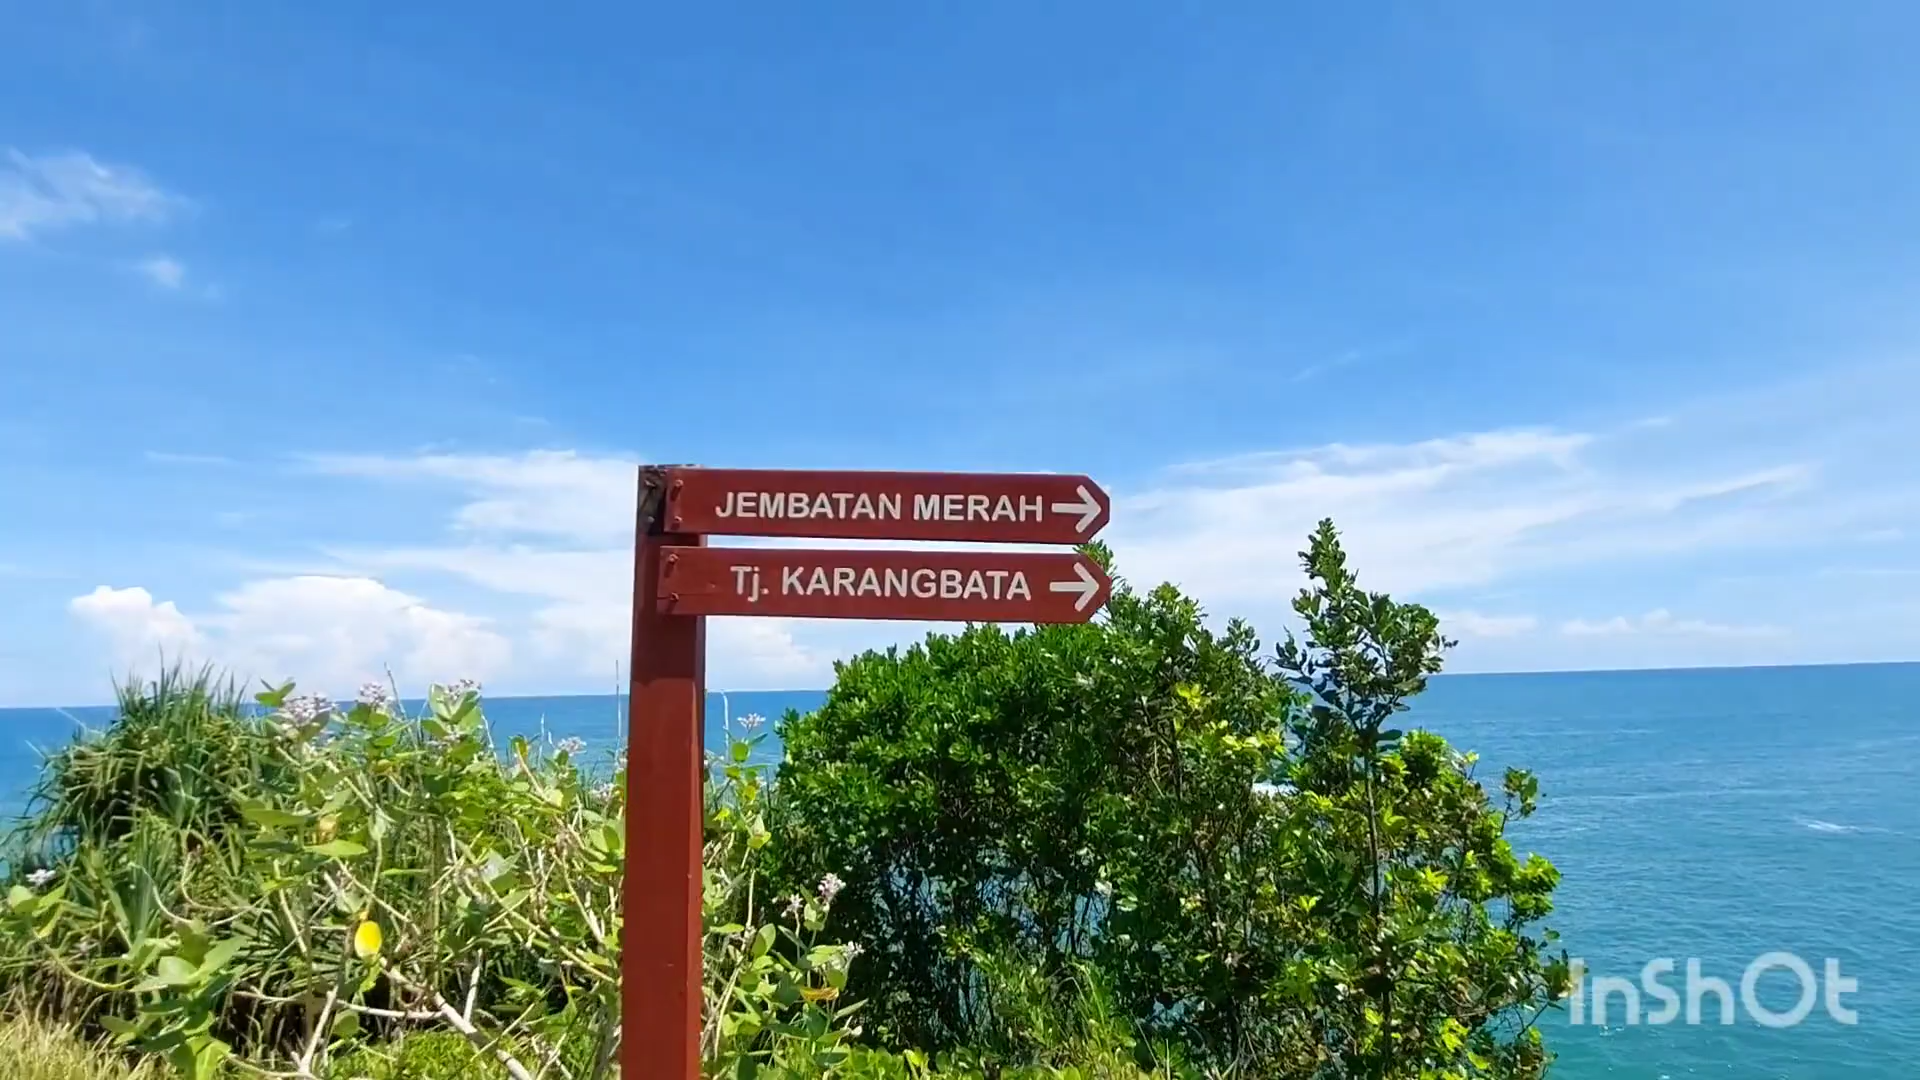 JEMBATAN MERAH →
Tj. KARANGBATA →
InShOt